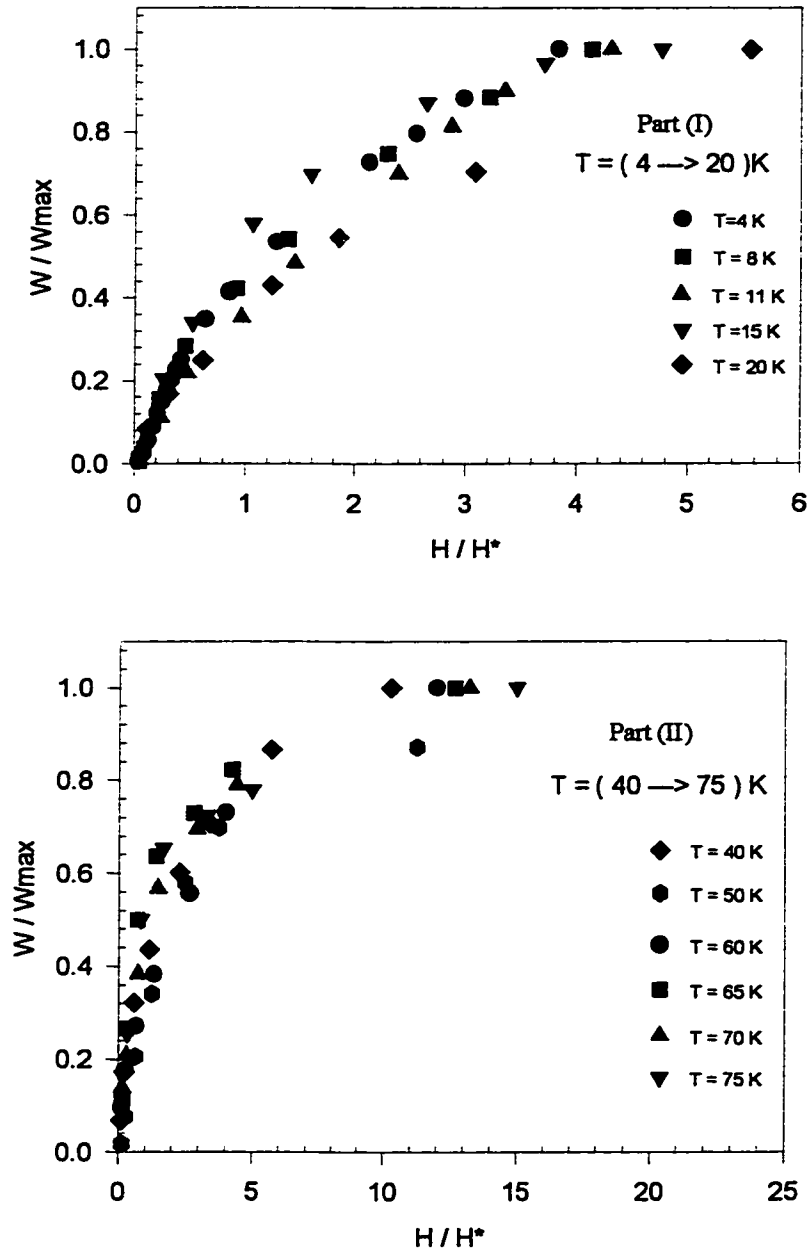 1.0
0.8
0.6
0.4
0.2
0.0
W / Wmax
Part (I)
T = ( 4 —> 20 )K
T=4 K
T = 8 K
T = 11 K
T =15 K
T = 20 K
0 1 2 3 4 5 6
H / H*
1.0
0.8
0.6
0.4
0.2
0.0
W / Wmax
Part (II)
T = ( 40 —> 75 ) K
T = 40 K
T = 50 K
T = 60 K
T = 65 K
T = 70 K
T = 75 K
0 5 10 15 20 25
H / H*